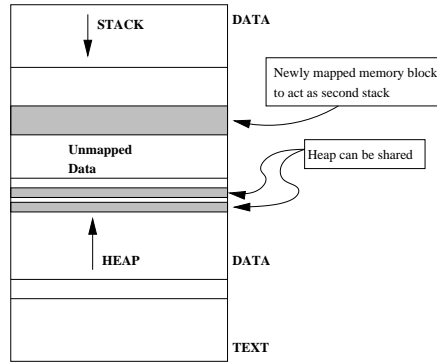 STACK
DATA
Newly mapped memory block
to act as second stack
Unmapped
Data
Heap can be shared
HEAP
DATA
TEXT